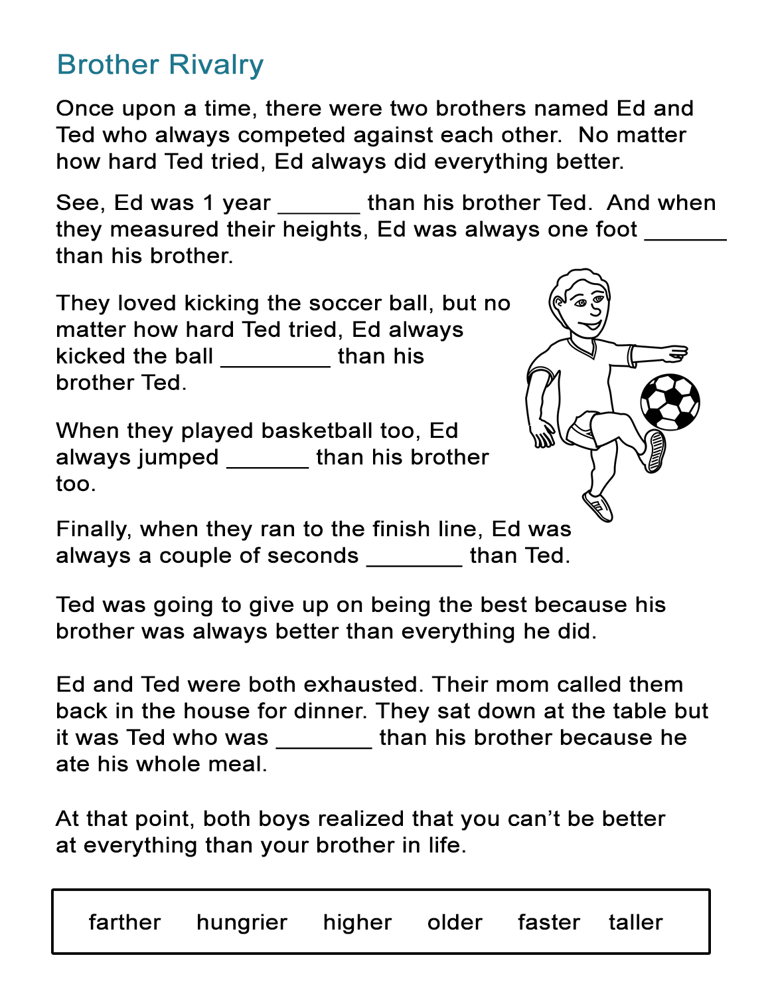 Brother Rivalry
Once upon a time, there were two brothers named Ed and
Ted who always competed against each other.  No matter
how hard Ted tried, Ed always did everything better.
See, Ed was 1 year _______ than his brother Ted.  And when
they measured their heights, Ed was always one foot _______
than his brother.
They loved kicking the soccer ball, but no
matter how hard Ted tried, Ed always
kicked the ball _________ than his
brother Ted.
When they played basketball too, Ed
always jumped _______ than his brother
too.
Finally, when they ran to the finish line, Ed was
always a couple of seconds ________ than Ted.
Ted was going to give up on being the best because his
brother was always better than everything he did.
Ed and Ted were both exhausted. Their mom called them
back in the house for dinner. They sat down at the table but
it was Ted who was ________ than his brother because he
ate his whole meal.
At that point, both boys realized that you can’t be better
at everything than your brother in life.
farther hungrier higher older faster taller